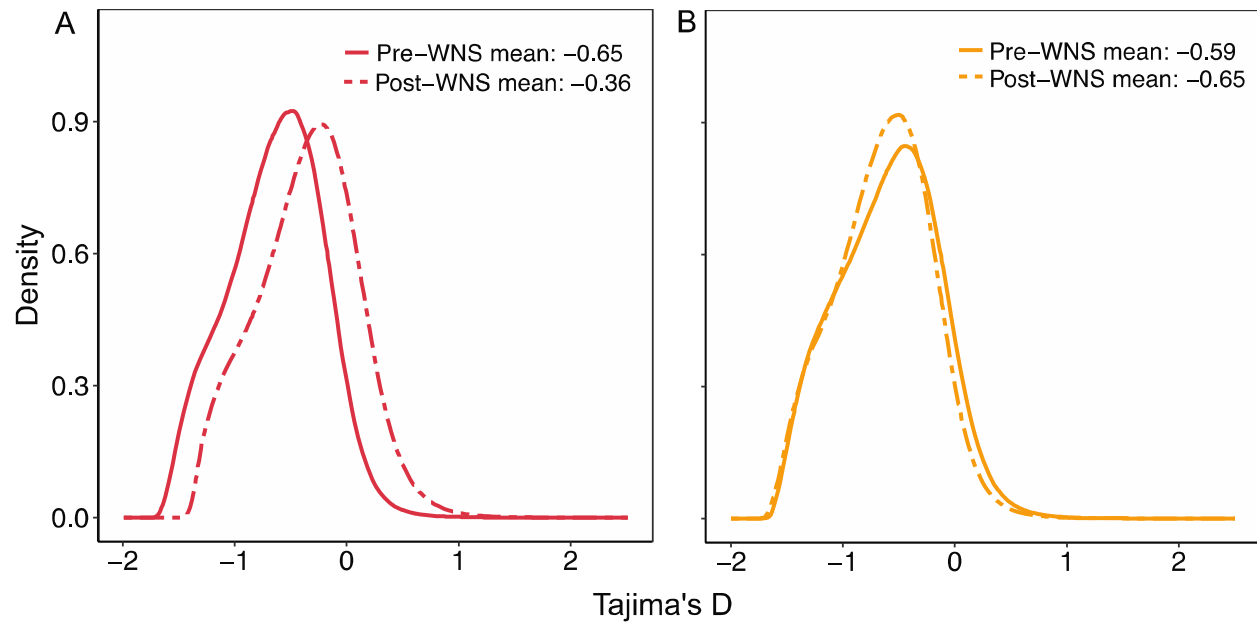 A
Pre−WNS mean: −0.65
Post−WNS mean: −0.36
B
Pre−WNS mean: −0.59
Post−WNS mean: −0.65
Density
0.9
0.6
0.3
0.0
−2 −1 0 1 2
−2 −1 0 1 2
Tajima's D